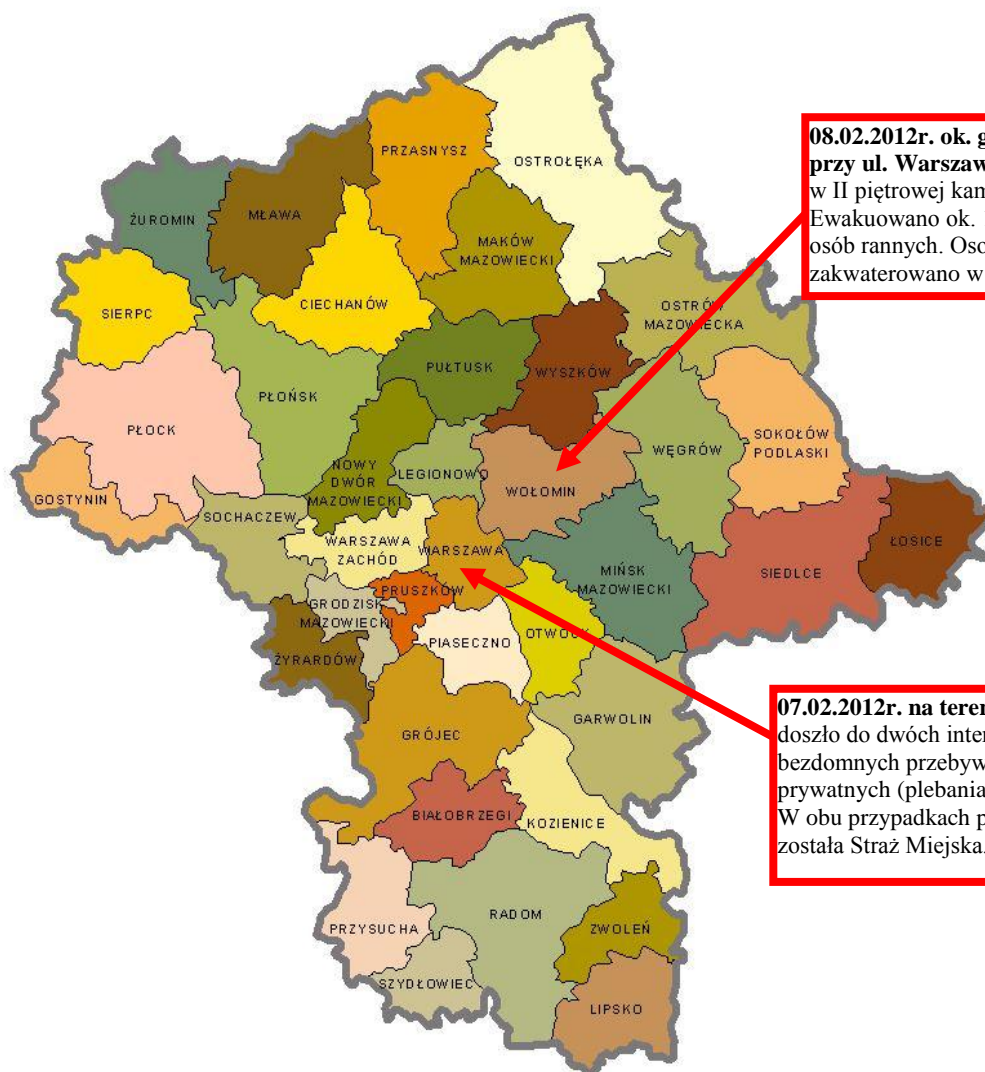 PRZASNYSZ
OSTROŁĘKA
ŻUROMIN
MŁAWA
MAKÓW
MAZOWIECKI
CIECHANÓW
SIERPC
OSTRÓW
MAZOWIECKA
PUŁTUSK
WYSZKÓW
PŁOŃSK
PŁOCK
SOKOŁÓW
PODLASKI
WĘGRÓW
NOWY
DWÓR
MAZOWIECKI
LEGIONOWO
WOŁOMIN
GOSTYNIN
SOCHACZEW
WARSZAWA
ZACHÓD
WARSZAWA
ŁOSICE
MIŃSK
MAZOWIECKI
SIEDLCE
PRUSZKÓW
GRODZISK
MAZOWIECKI
PIASECZNO
OTWOCK
ŻYRARDÓW
GARWOLIN
GRÓJEC
BIAŁOBRZEGI
KOZIENICE
RADOM
PRZYSUCHA
ZWOLEŃ
SZYDŁOWIEC
LIPSKO
08.02.2012r. ok. g
przy ul. Warszaw
w II piętrowej kam
Ewakuowano ok.
osób rannych. Oso
zakwaterowano w
07.02.2012r. na teren
doszło do dwóch inter
bezdomnych przebyw
prywatnych (plebania
W obu przypadkach p
została Straż Miejska.